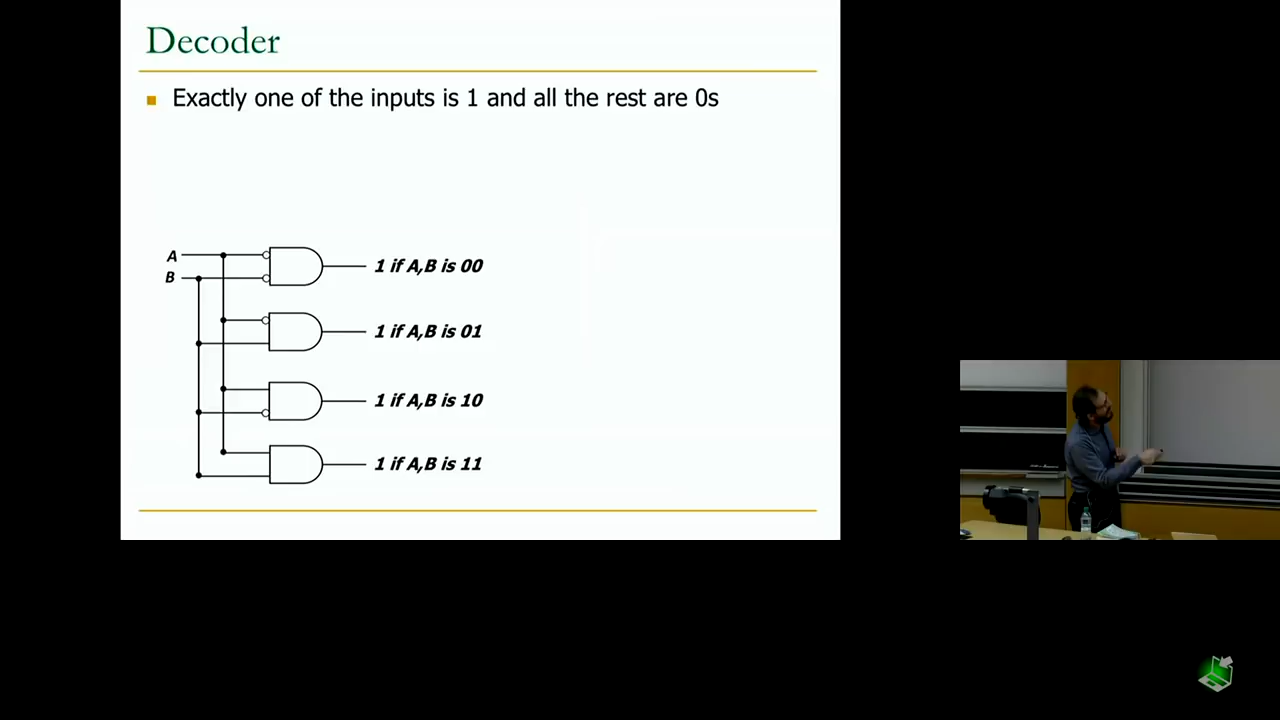 Decoder
Exactly one of the inputs is 1 and all the rest are 0s
A
1 if A,B is 00
B
1 if A,B is 01
1 if A,B is 10
1 if A,B is 11